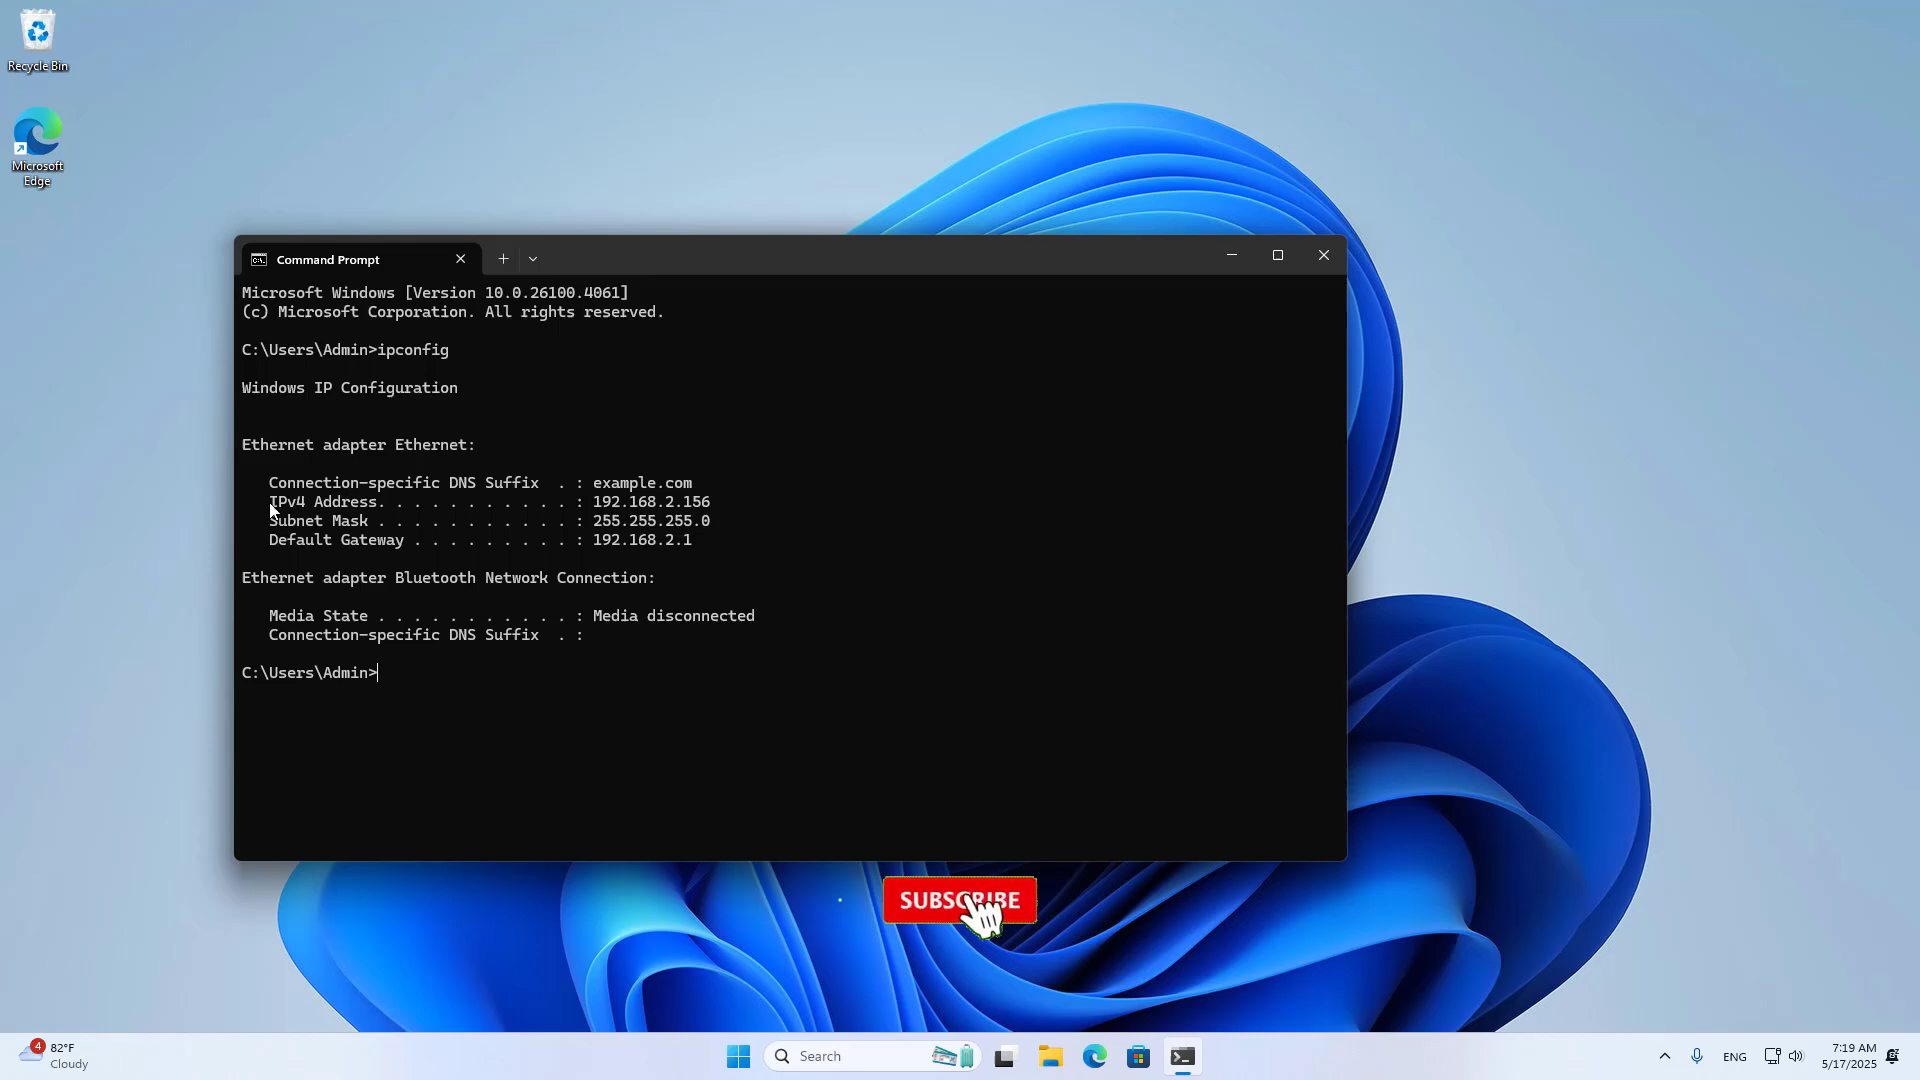 Recycle Bin
Microsoft
Edge
Command Prompt
Microsoft Windows [Version 10.0.26100.4061]
(c) Microsoft Corporation. All rights reserved.
C:\Users\Admin>ipconfig
Windows IP Configuration
Ethernet adapter Ethernet:
Connection-specific DNS Suffix  . : example.com
IPv4 Address. . . . . . . . . . . : 192.168.2.156
Subnet Mask . . . . . . . . . . . : 255.255.255.0
Default Gateway . . . . . . . . . : 192.168.2.1
Ethernet adapter Bluetooth Network Connection:
Media State . . . . . . . . . . . : Media disconnected
Connection-specific DNS Suffix  . :
C:\Users\Admin>
SUBSCRIBE
4
82°F
Cloudy
Search
ENG
7:19 AM
5/17/2025